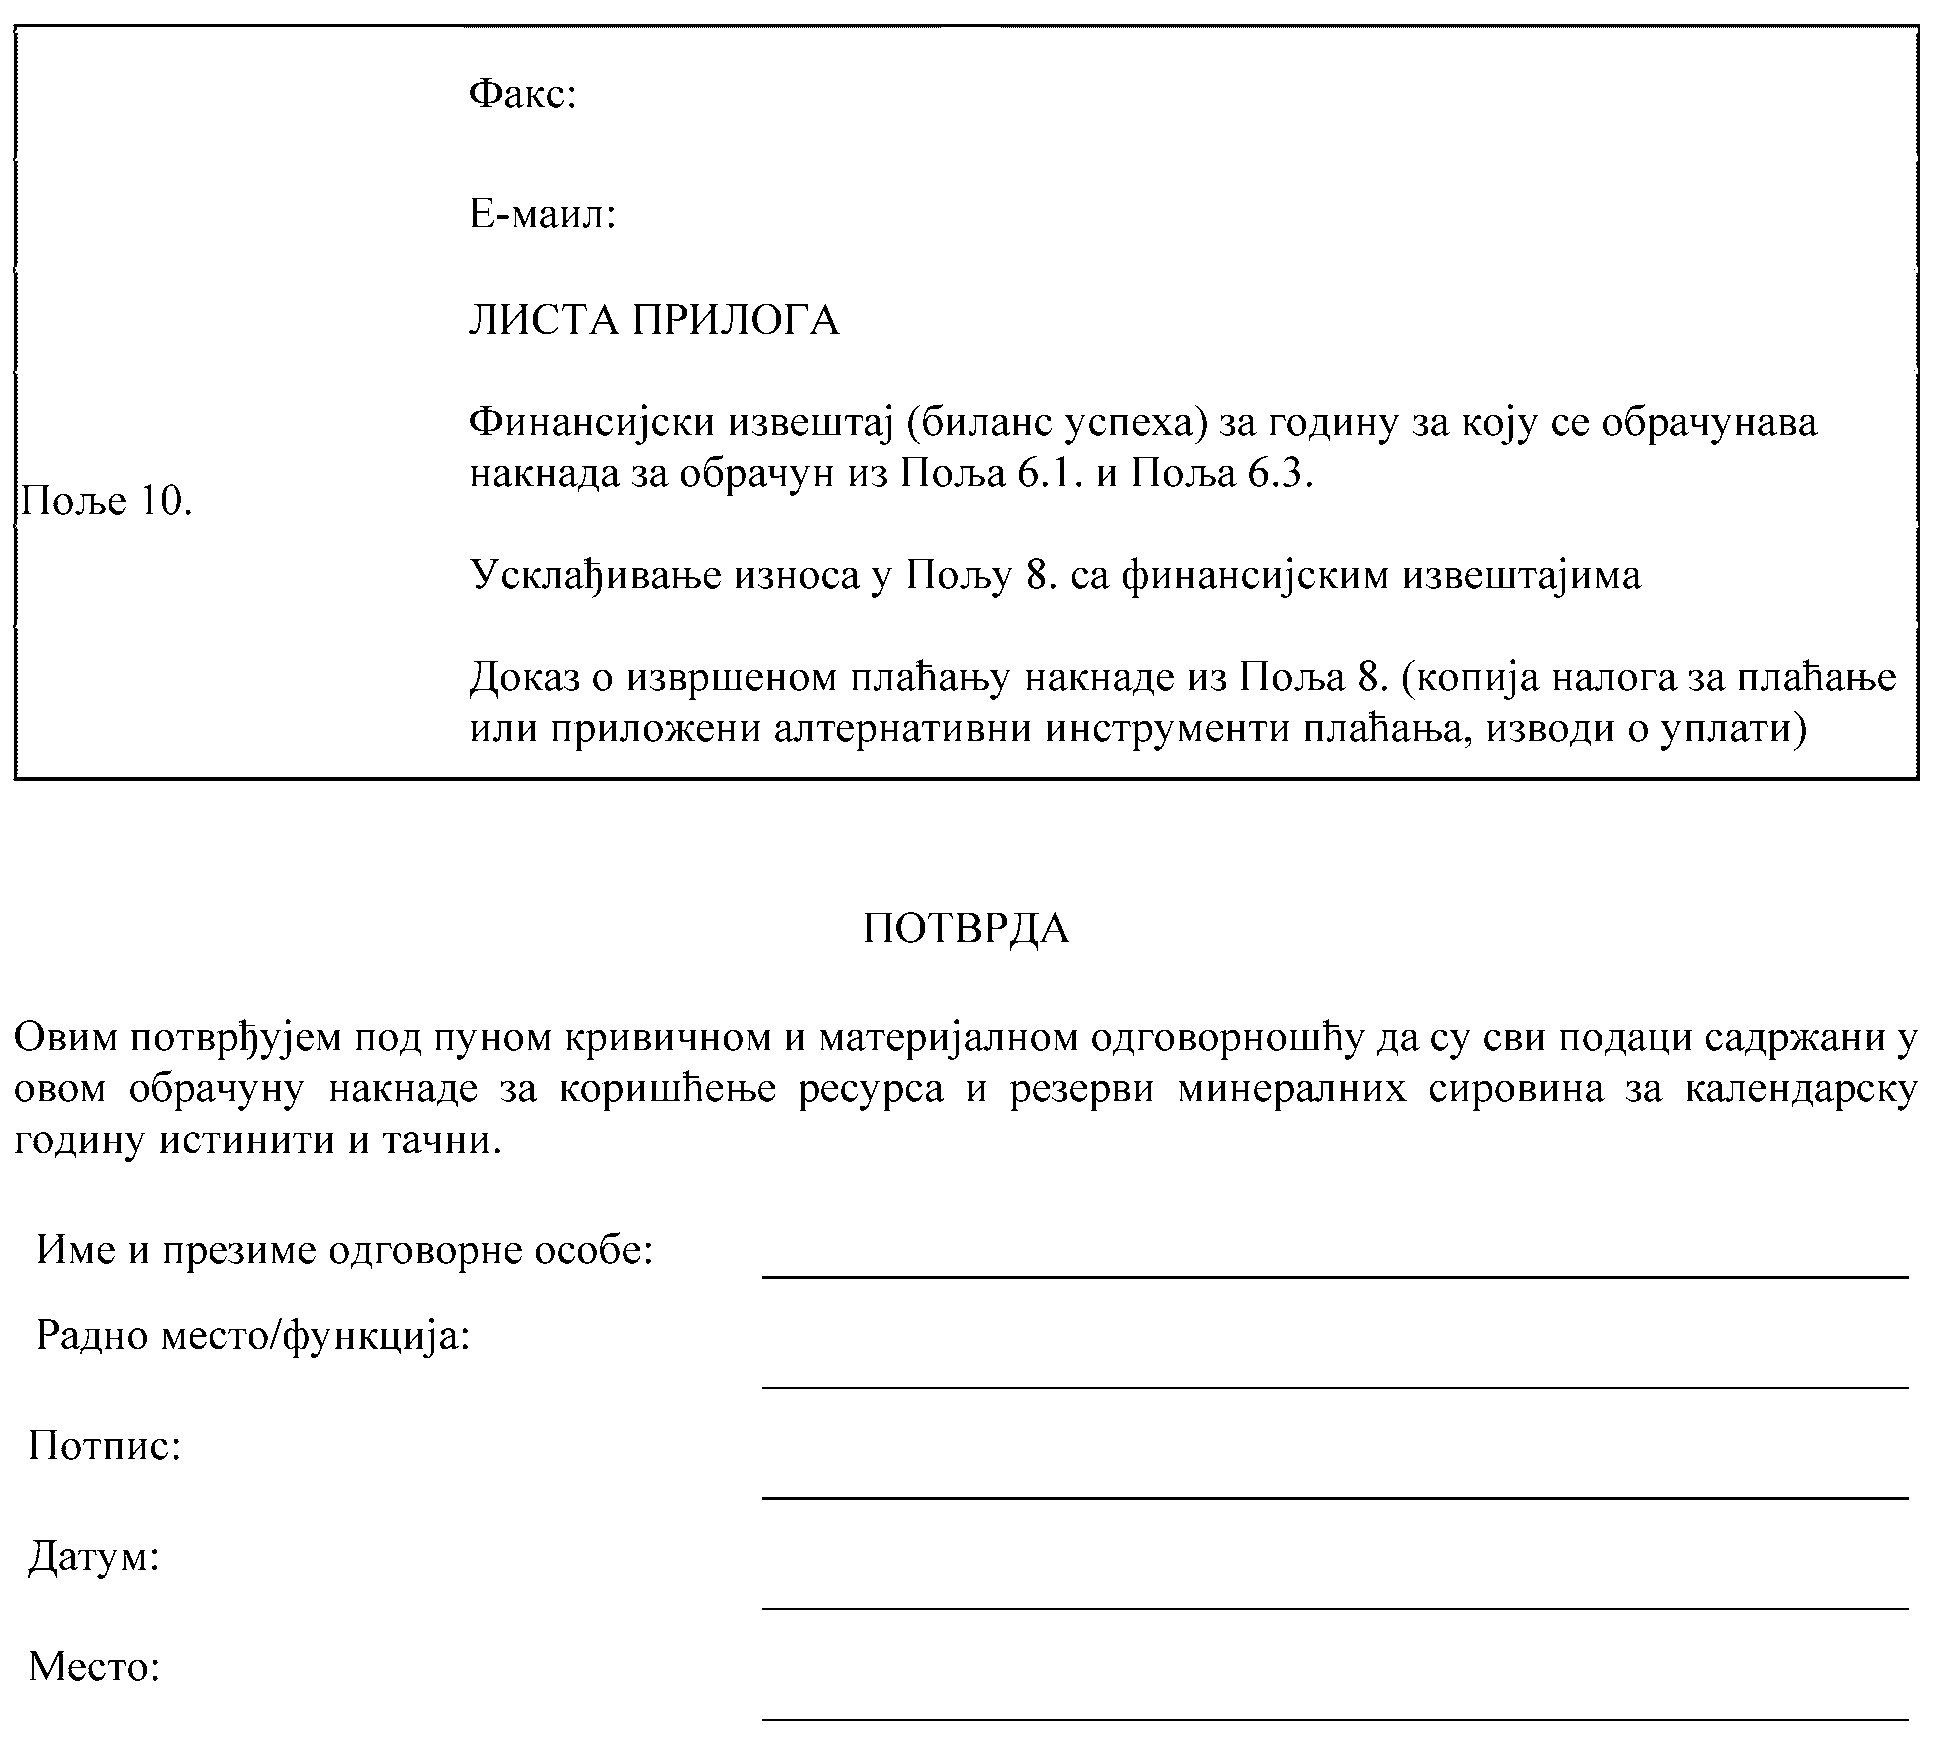 Факс:
Е-маил:
ЛИСТА ПРИЛОГА
Финансијски извештај (биланс успеха) за годину за коју се обрачунава
накнада за обрачун из Поља 6.1. и Поља 6.3.
Поље 10.
Усклађивање износа у Пољу 8. са финансијским извештајима
Доказ о извршеном плаћању накнаде из Поља 8. (копија налога за плаћање
или приложени алтернативни инструменти плаћања, изводи о уплати)
ПОТВРДА
Овим потврђујем под пуном кривичном и материјалном одговорношћу да су сви подаци садржани у
овом обрачуну накнаде за коришћење ресурса и резерви минералних сировина за календарску
годину истинити и тачни.
Име и презиме одговорне особе:
Радно место/функција:
Потпис:
Датум:
Место: